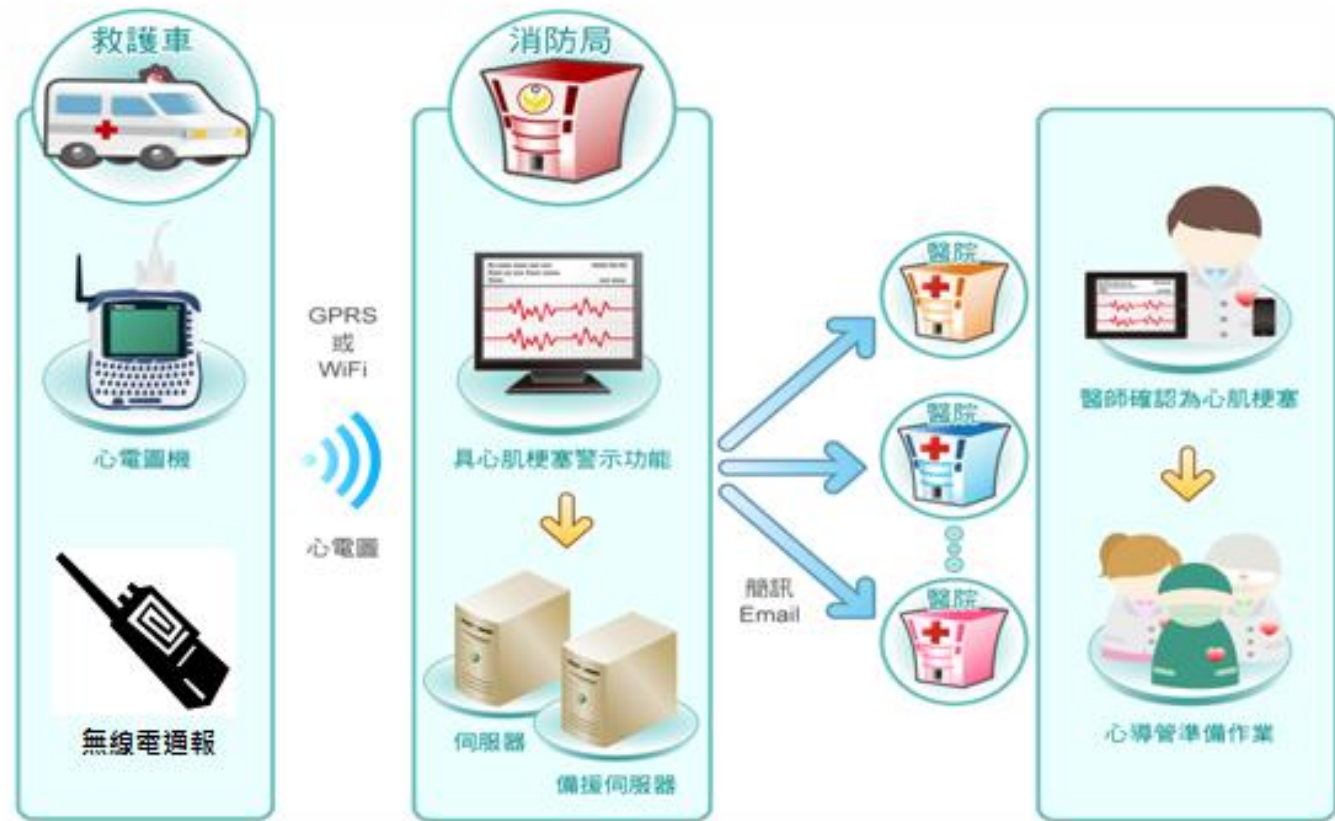 救護車
心電圖機
無線電通報
GPRS
或
WiFi
心電圖
消防局
具心肌梗塞警示功能
伺服器
備援伺服器
簡訊
Email
醫院
醫院
醫院
醫師確認為心肌梗塞
心導管準備作業